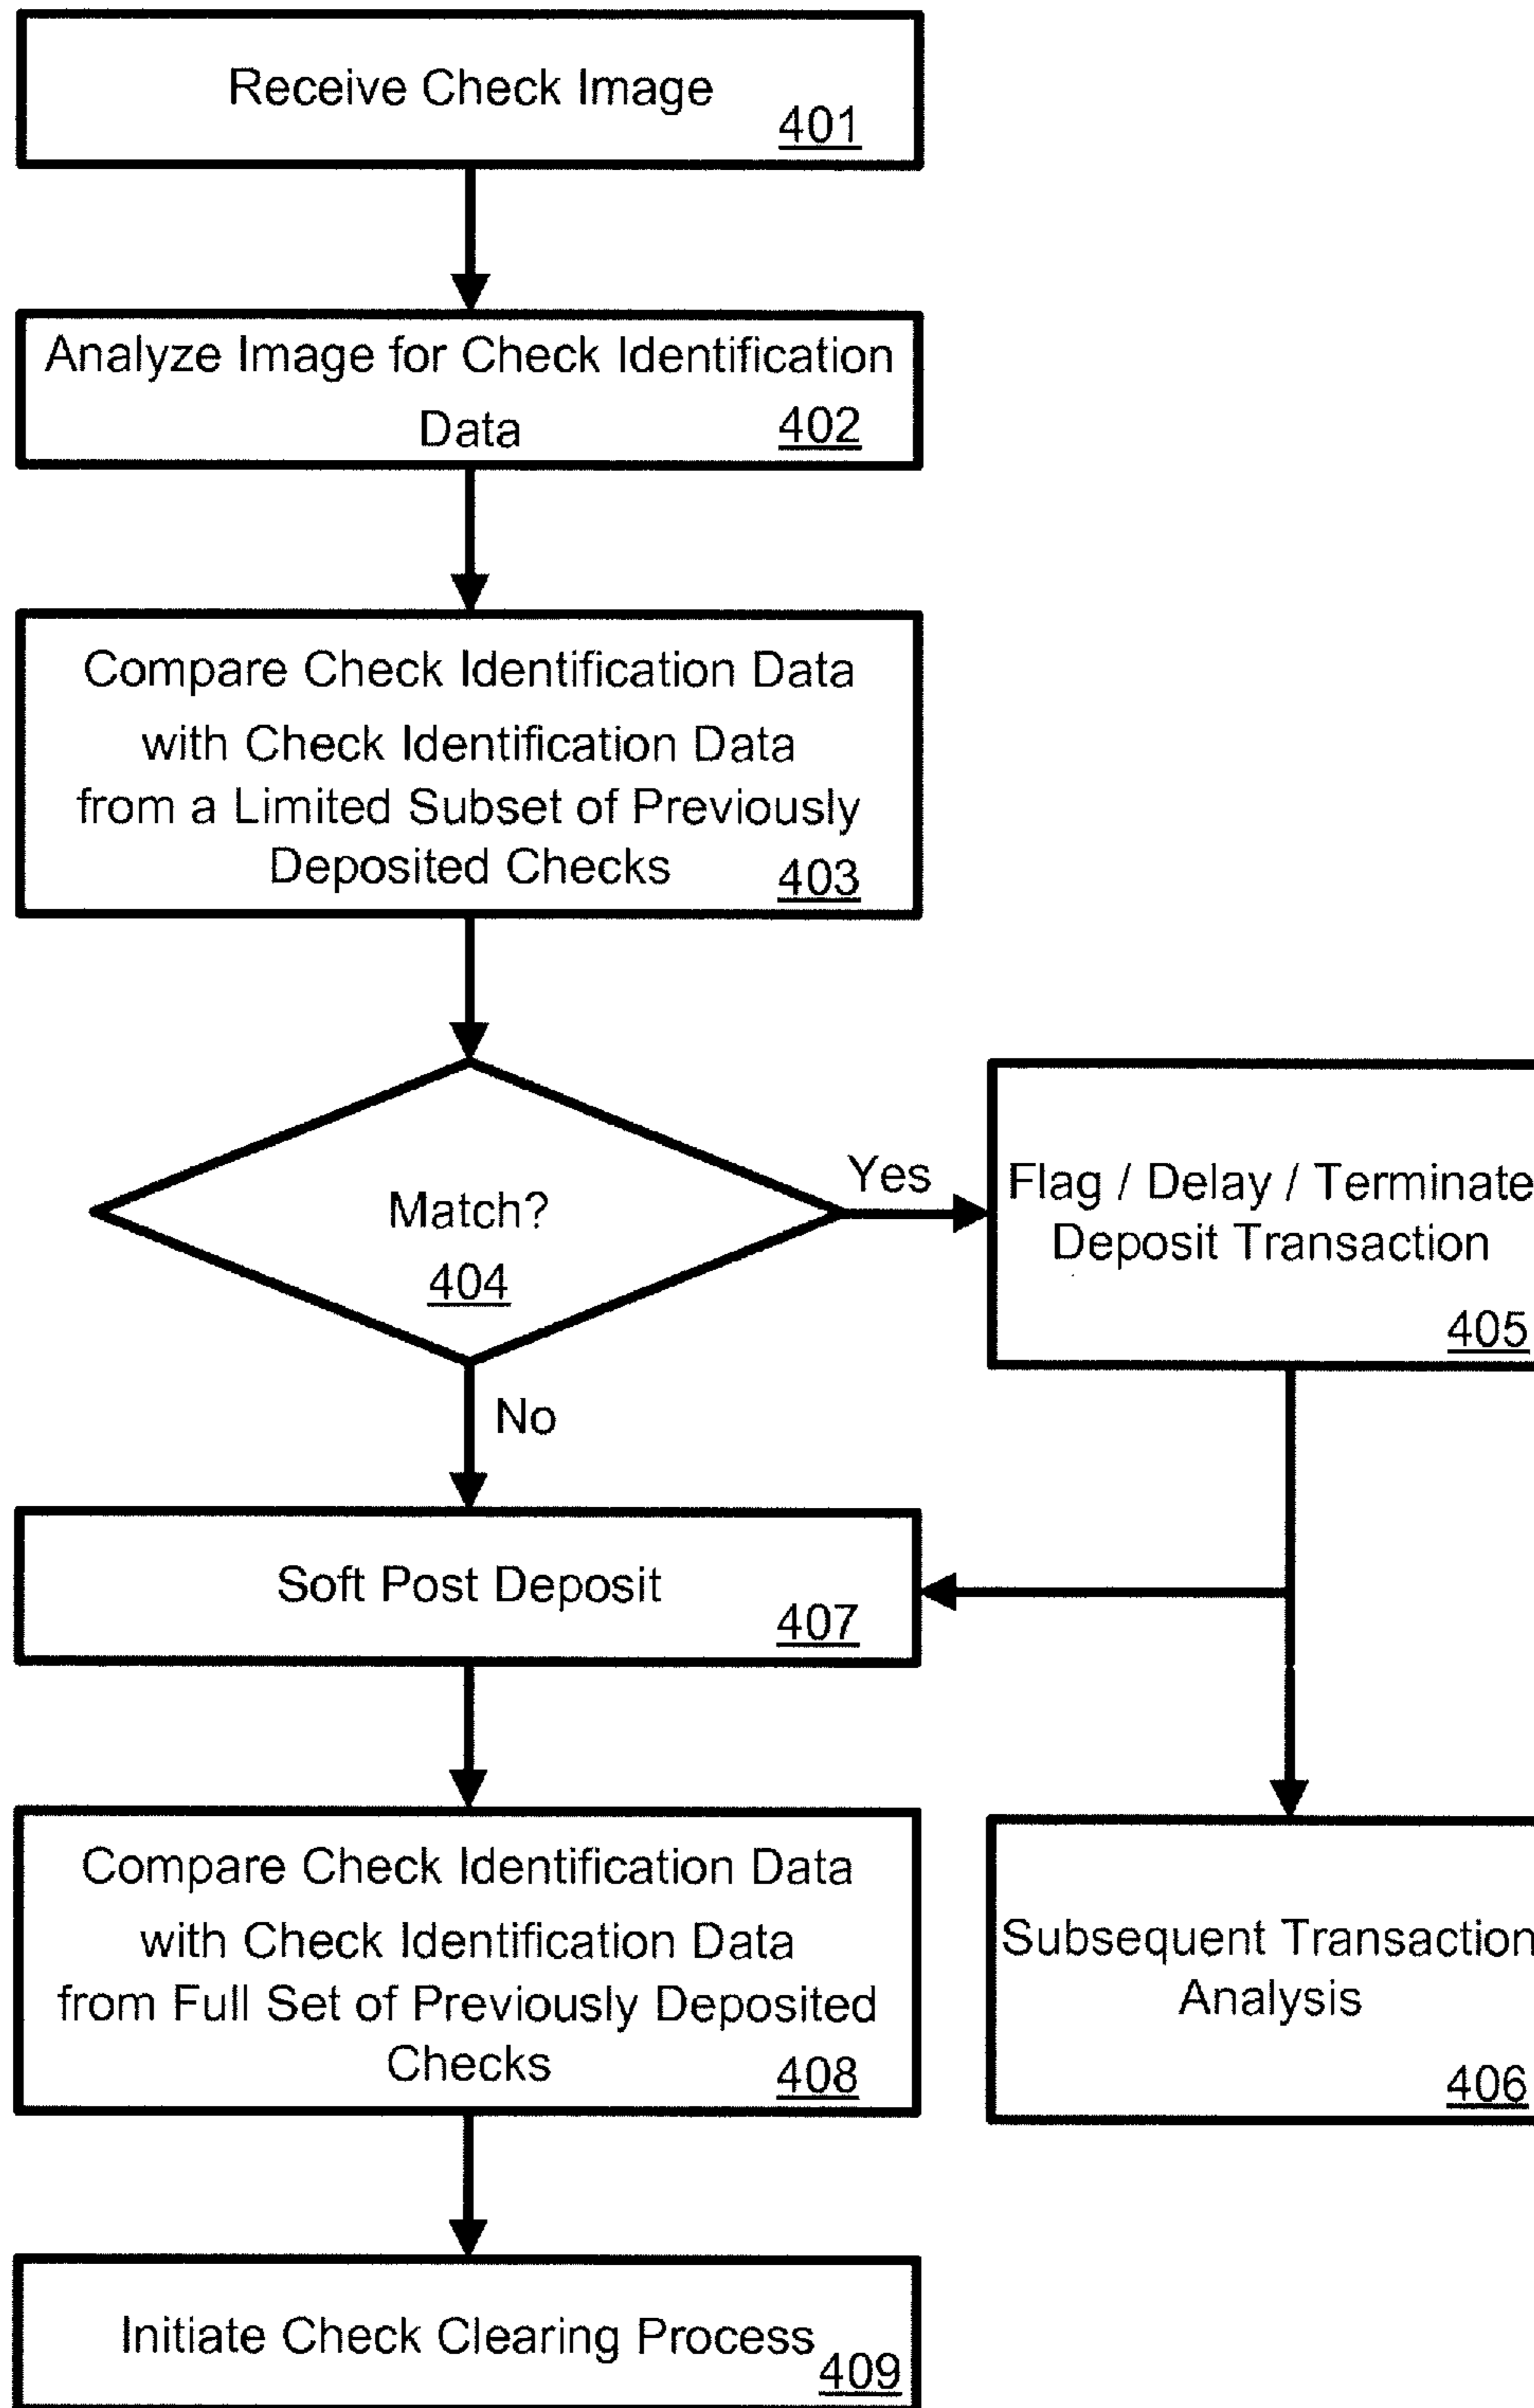 Receive Check Image
401
Analyze Image for Check Identification
Data 402
Compare Check Identification Data
with Check Identification Data
from a Limited Subset of Previously
Deposited Checks 403
Match?
404
Yes
Flag / Delay / Terminate
Deposit Transaction
405
No
Soft Post Deposit
407
Compare Check Identification Data
with Check Identification Data
from Full Set of Previously Deposited
Checks 408
Subsequent Transaction
Analysis
406
Initiate Check Clearing Process
409